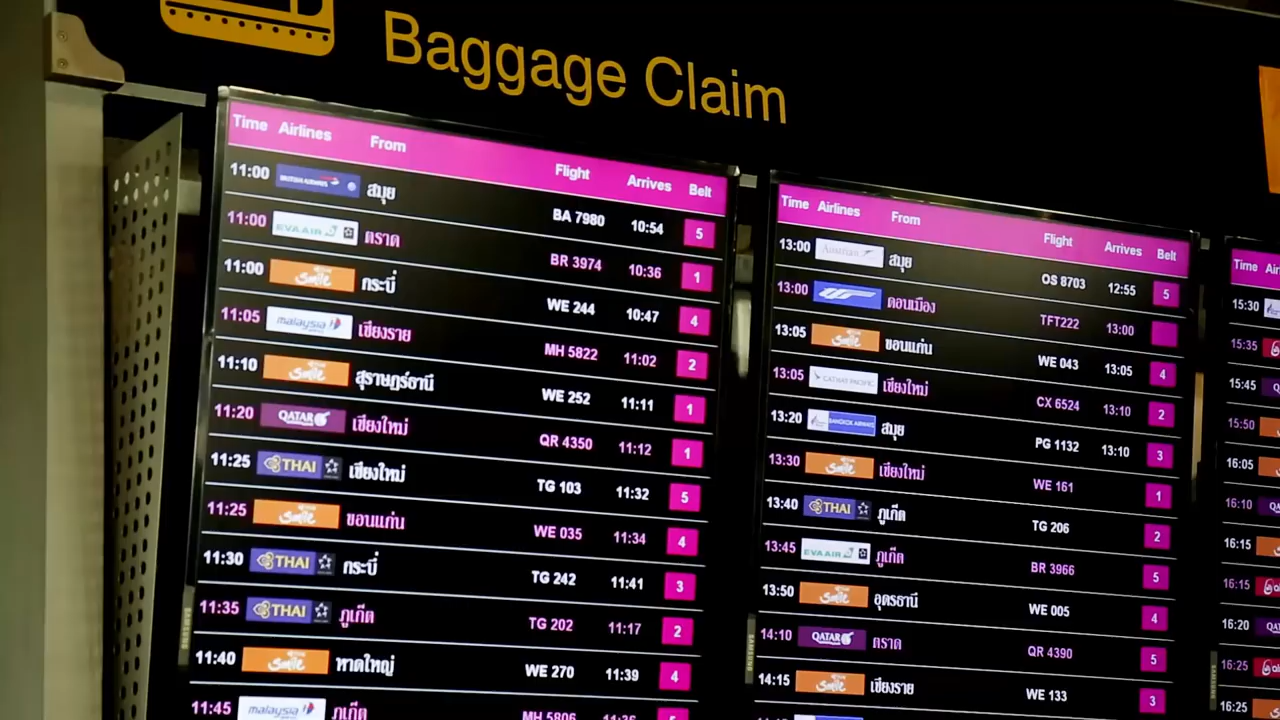 Baggage Claim
Time Airlines From Flight Arrives Belt
11:00 BRITISH AIRWAYS สมุย BA 7980 10:54 5
11:00 EVA AIR ตราด BR 3974 10:36 1
11:00 Smile กระบี่ WE 244 10:47 4
11:05 malaysia เชียงราย MH 5822 11:02 2
11:10 Smile สุราษฎร์ธานี WE 252 11:11 1
11:20 QATAR เชียงใหม่ QR 4350 11:12 1
11:25 THAI เชียงใหม่ TG 103 11:32 5
11:25 Smile ขอนแก่น WE 035 11:34 4
11:30 THAI กระบี่ TG 242 11:41 3
11:35 THAI ภูเก็ต TG 202 11:17 2
11:40 Smile หาดใหญ่ WE 270 11:39 4
11:45 malaysia ภูเก็ต MH 5806
SAMSUNG
Time Airlines From Flight Arrives Belt
13:00 Austrian สมุย OS 8703 12:55 5
13:00 ดอนเมือง TFT222 13:00
13:05 Smile ขอนแก่น WE 043 13:05 4
13:05 CATHAY PACIFIC เชียงใหม่ CX 6524 13:10 2
13:20 BANGKOK AIRWAYS สมุย PG 1132 13:10 3
13:30 Smile เชียงใหม่ WE 161 1
13:40 THAI ภูเก็ต TG 206 2
13:45 EVA AIR ภูเก็ต BR 3966 5
13:50 Smile อุดรธานี WE 005 4
14:10 QATAR ตราด QR 4390 5
14:15 Smile เชียงราย WE 133 3
SAMSUNG
Time
15:30
15:35
15:45
15:50
16:05
16:10
16:15
16:15
16:20
16:25
16:25
SAMSUNG